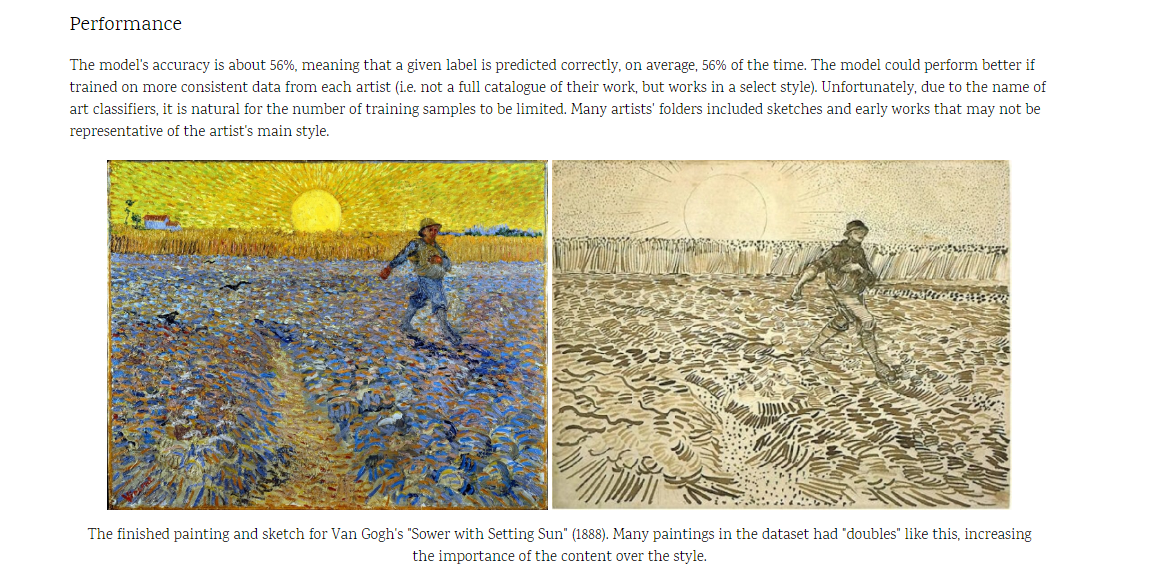 Performance
The model's accuracy is about 56%, meaning that a given label is predicted correctly, on average, 56% of the time. The model could perform better if
trained on more consistent data from each artist (i.e. not a full catalogue of their work, but works in a select style). Unfortunately, due to the name of
art classifiers, it is natural for the number of training samples to be limited. Many artists' folders included sketches and early works that may not be
representative of the artist's main style.
The finished painting and sketch for Van Gogh's "Sower with Setting Sun" (1888). Many paintings in the dataset had "doubles" like this, increasing
the importance of the content over the style.